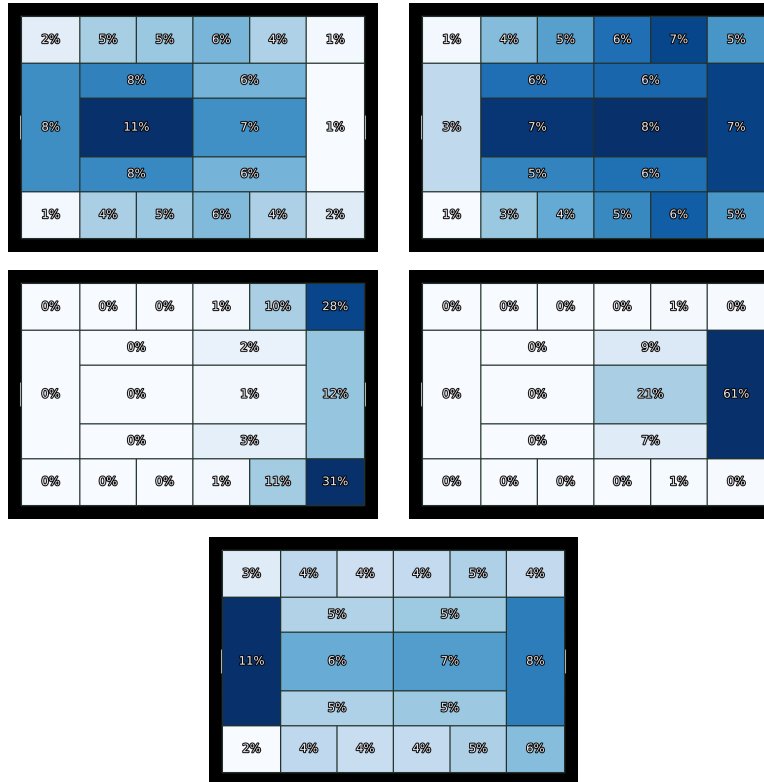 2% 5% 5% 6% 4% 1%
8% 6%
8% 11% 7% 1%
8% 6%
1% 4% 5% 6% 4% 2%
1% 4% 5% 6% 7% 5%
6% 6%
3% 7% 8% 7%
5% 6%
1% 3% 4% 5% 6% 5%
0% 0% 0% 1% 10% 28%
0% 2%
0% 0% 1% 12%
0% 3%
0% 0% 0% 1% 11% 31%
0% 0% 0% 0% 1% 0%
0% 9%
0% 0% 21% 61%
0% 7%
0% 0% 0% 0% 1% 0%
3% 4% 4% 4% 5% 4%
5% 5%
11% 6% 7% 8%
5% 5%
2% 4% 4% 4% 5% 6%